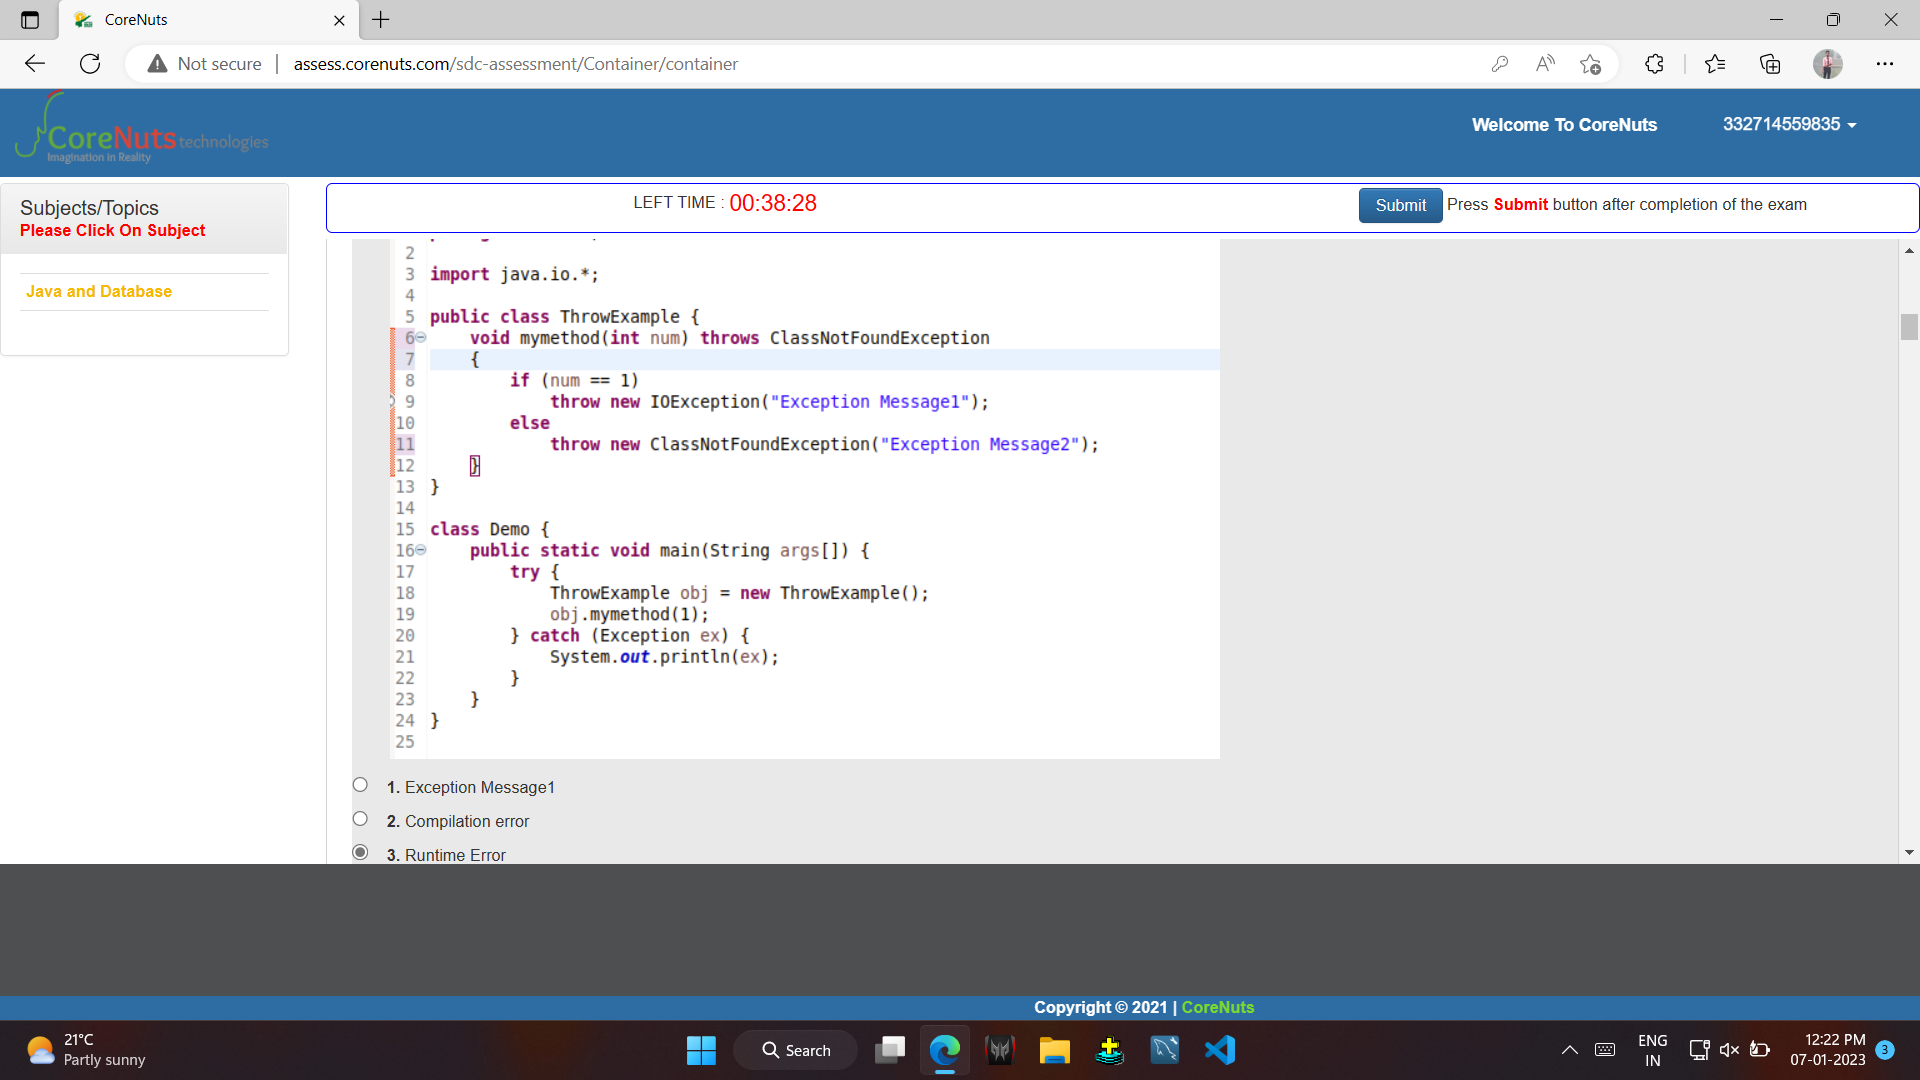 CoreNuts
Not secure
assess.corenuts.com/sdc-assessment/Container/container
CoreNuts technologies
Imagination in Reality
Welcome To CoreNuts
332714559835
Subjects/Topics
Please Click On Subject
Java and Database
LEFT TIME : 00:38:28
Submit Press Submit button after completion of the exam
2
3 import java.io.*;
4
5 public class ThrowExample {
6 void mymethod(int num) throws ClassNotFoundException
7 {
8 if (num == 1)
9 throw new IOException("Exception Message1");
10 else
11 throw new ClassNotFoundException("Exception Message2");
12 }
13 }
14
15 class Demo {
16 public static void main(String args[]) {
17 try {
18 ThrowExample obj = new ThrowExample();
19 obj.mymethod(1);
20 } catch (Exception ex) {
21 System.out.println(ex);
22 }
23 }
24 }
25
1. Exception Message1
2. Compilation error
3. Runtime Error
Copyright © 2021 | CoreNuts
21°C
Partly sunny
Search
ENG
IN
12:22 PM
07-01-2023
3